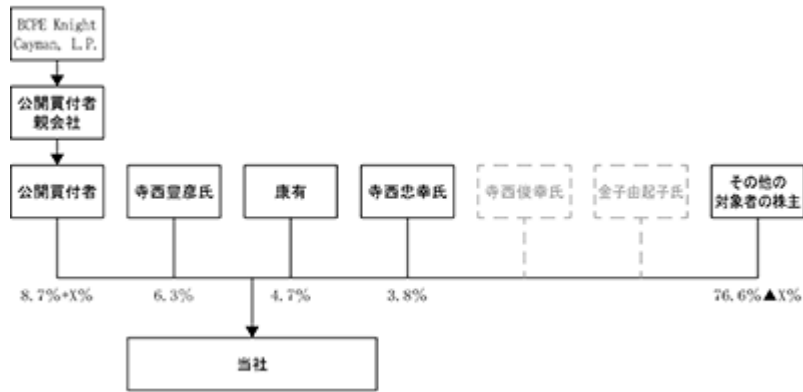 BCPE Knight
Cayman, L.P.
公開買付者
親会社
公開買付者
寺西豊彦氏
康有
寺西忠幸氏
寺西俊幸氏
金子由起子氏
その他の
対象者の株主
8.7%+X%
6.3%
4.7%
3.8%
76.6%▲X%
当社